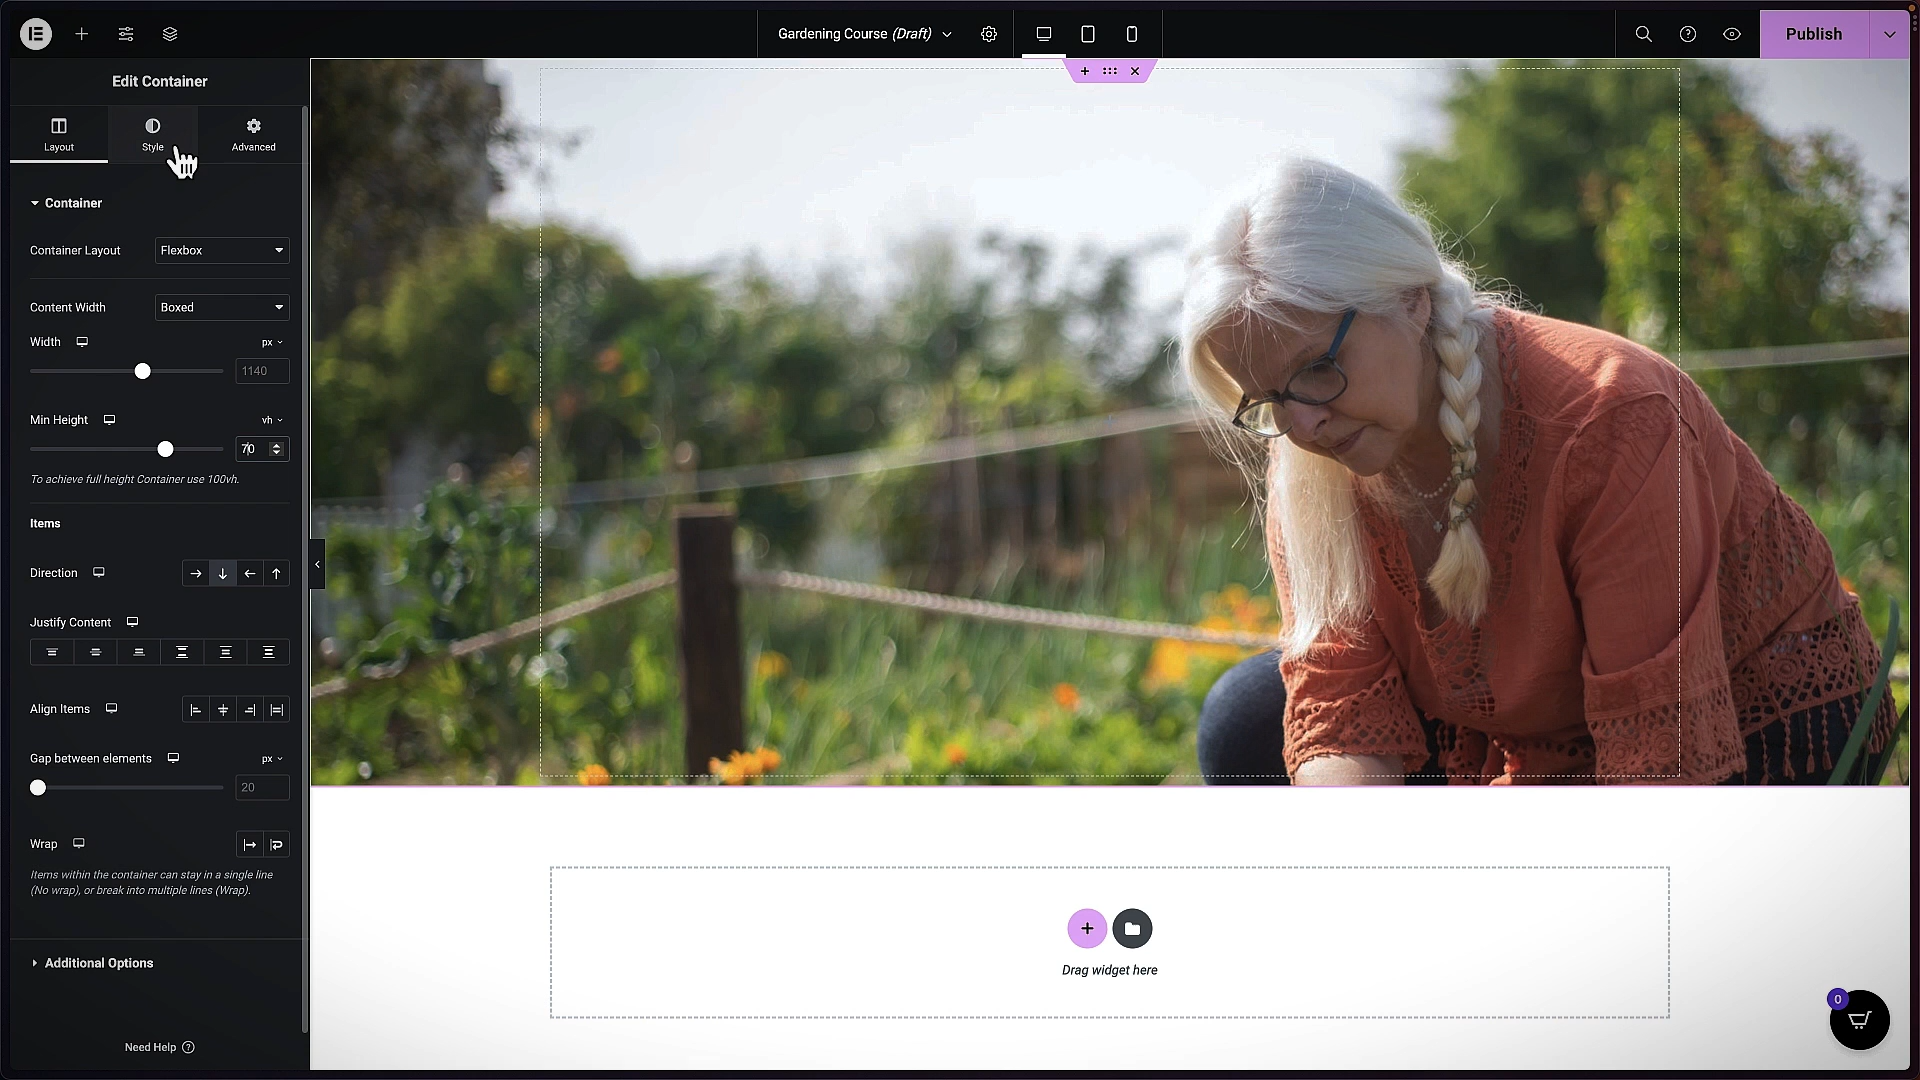 Gardening Course (Draft)
Publish
Edit Container
Layout
Style
Advanced
Container
Container Layout
Flexbox
Content Width
Boxed
Width
px
1140
Min Height
vh
70
To achieve full height Container use 100vh.
Items
Direction
Justify Content
Align Items
Gap between elements
px
20
Wrap
Items within the container can stay in a single line
(No wrap), or break into multiple lines (Wrap).
Additional Options
Need Help
Drag widget here
0